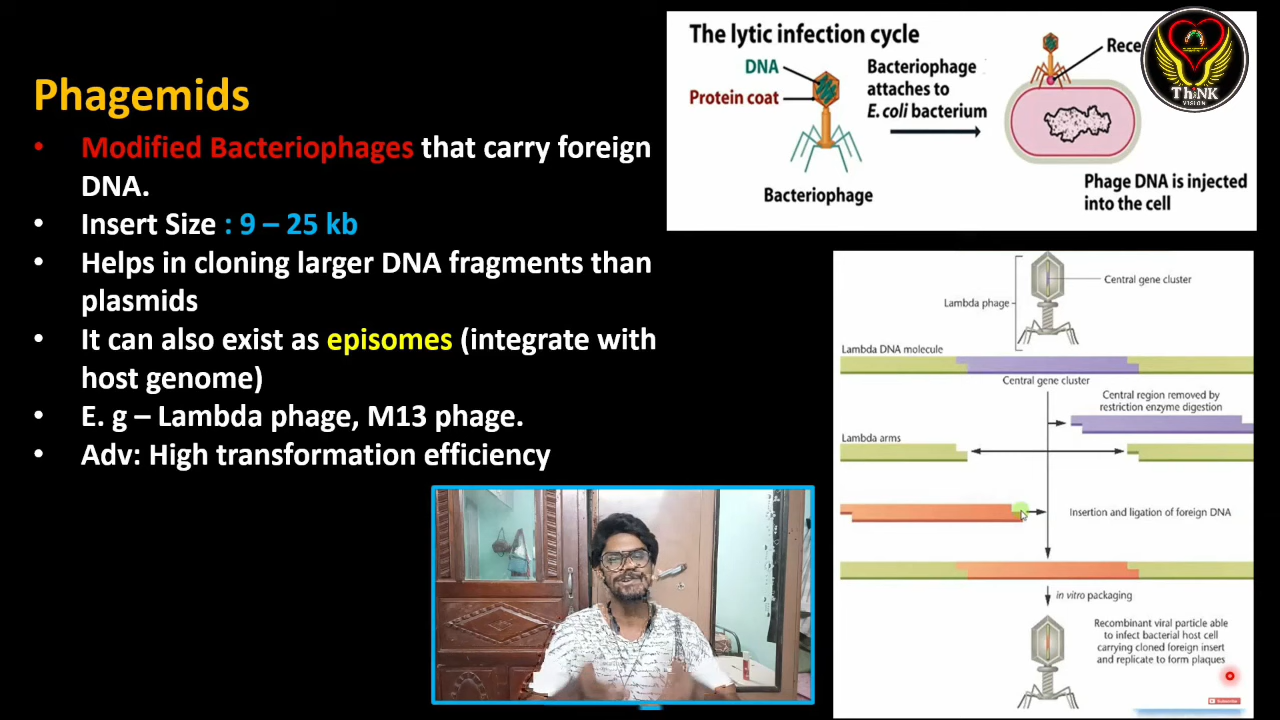 Phagemids
• Modified Bacteriophages that carry foreign
DNA.
• Insert Size : 9 – 25 kb
• Helps in cloning larger DNA fragments than
plasmids
• It can also exist as episomes (integrate with
host genome)
• E. g – Lambda phage, M13 phage.
• Adv: High transformation efficiency
The lytic infection cycle
DNA
Protein coat
Bacteriophage
Bacteriophage
attaches to
E. coli bacterium
Rece
Phage DNA is injected
into the cell
ThiNK
VISION
Central gene cluster
Lambda phage
Lambda DNA molecule
Central gene cluster
Central region removed by
restriction enzyme digestion
Lambda arms
Insertion and ligation of foreign DNA
in vitro packaging
Recombinant viral particle able
to infect bacterial host cell
carrying cloned foreign insert
and replicate to form plaques
Subscribe